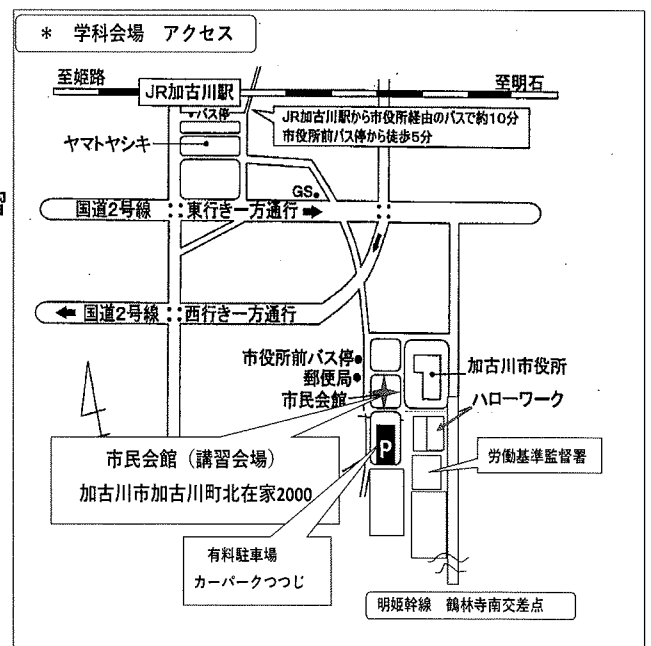 * 学科会場 アクセス
至姫路
JR加古川駅
至明石
バス停
JR加古川駅から市役所経由のバスで約10分
市役所前バス停から徒歩5分
ヤマトヤシキ
GS
国道2号線
東行き一方通行
国道2号線
西行き一方通行
市役所前バス停
郵便局
市民会館
加古川市役所
ハローワーク
労働基準監督署
市民会館（講習会場）
加古川市加古川町北在家2000
P
有料駐車場
カーパークつつじ
明姫幹線 鶴林寺南交差点